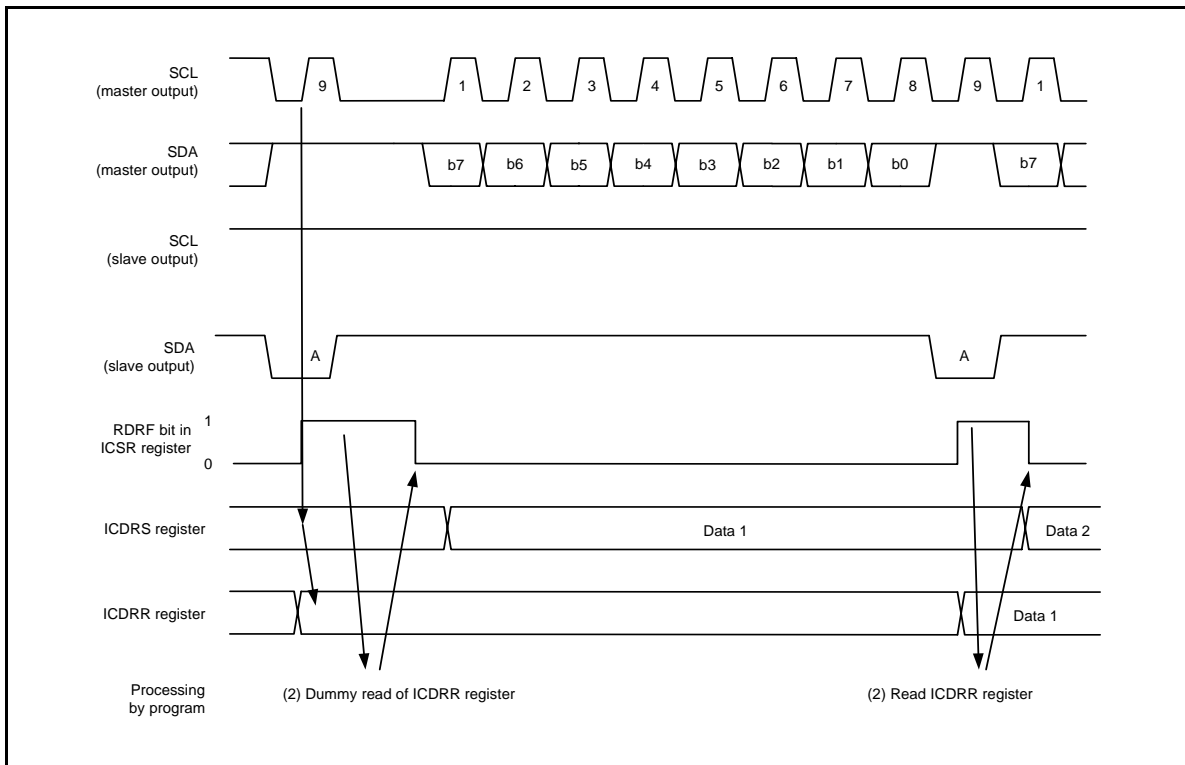 SCL
(master output)
9 1 2 3 4 5 6 7 8 9 1
SDA
(master output)
b7 b6 b5 b4 b3 b2 b1 b0 b7
SCL
(slave output)
SDA
(slave output)
A A
RDRF bit in
ICSR register
1
0
ICDRS register
Data 1 Data 2
ICDRR register
Data 1
Processing
by program
(2) Dummy read of ICDRR register (2) Read ICDRR register